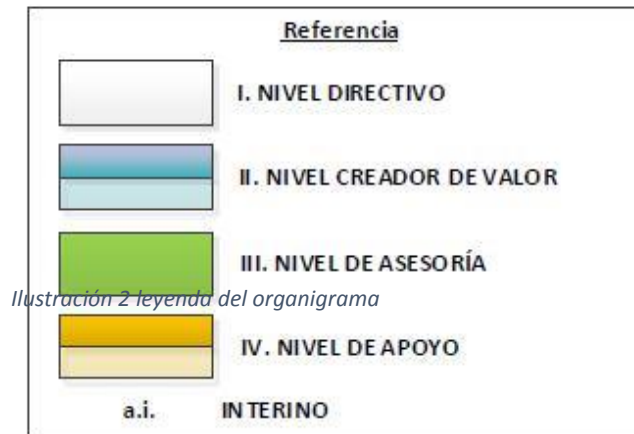 Referencia
I. NIVEL DIRECTIVO
II. NIVEL CREADOR DE VALOR
III. NIVEL DE ASESORÍA
Ilustración 2 leyenda del organigrama
IV. NIVEL DE APOYO
a.i. INTERINO